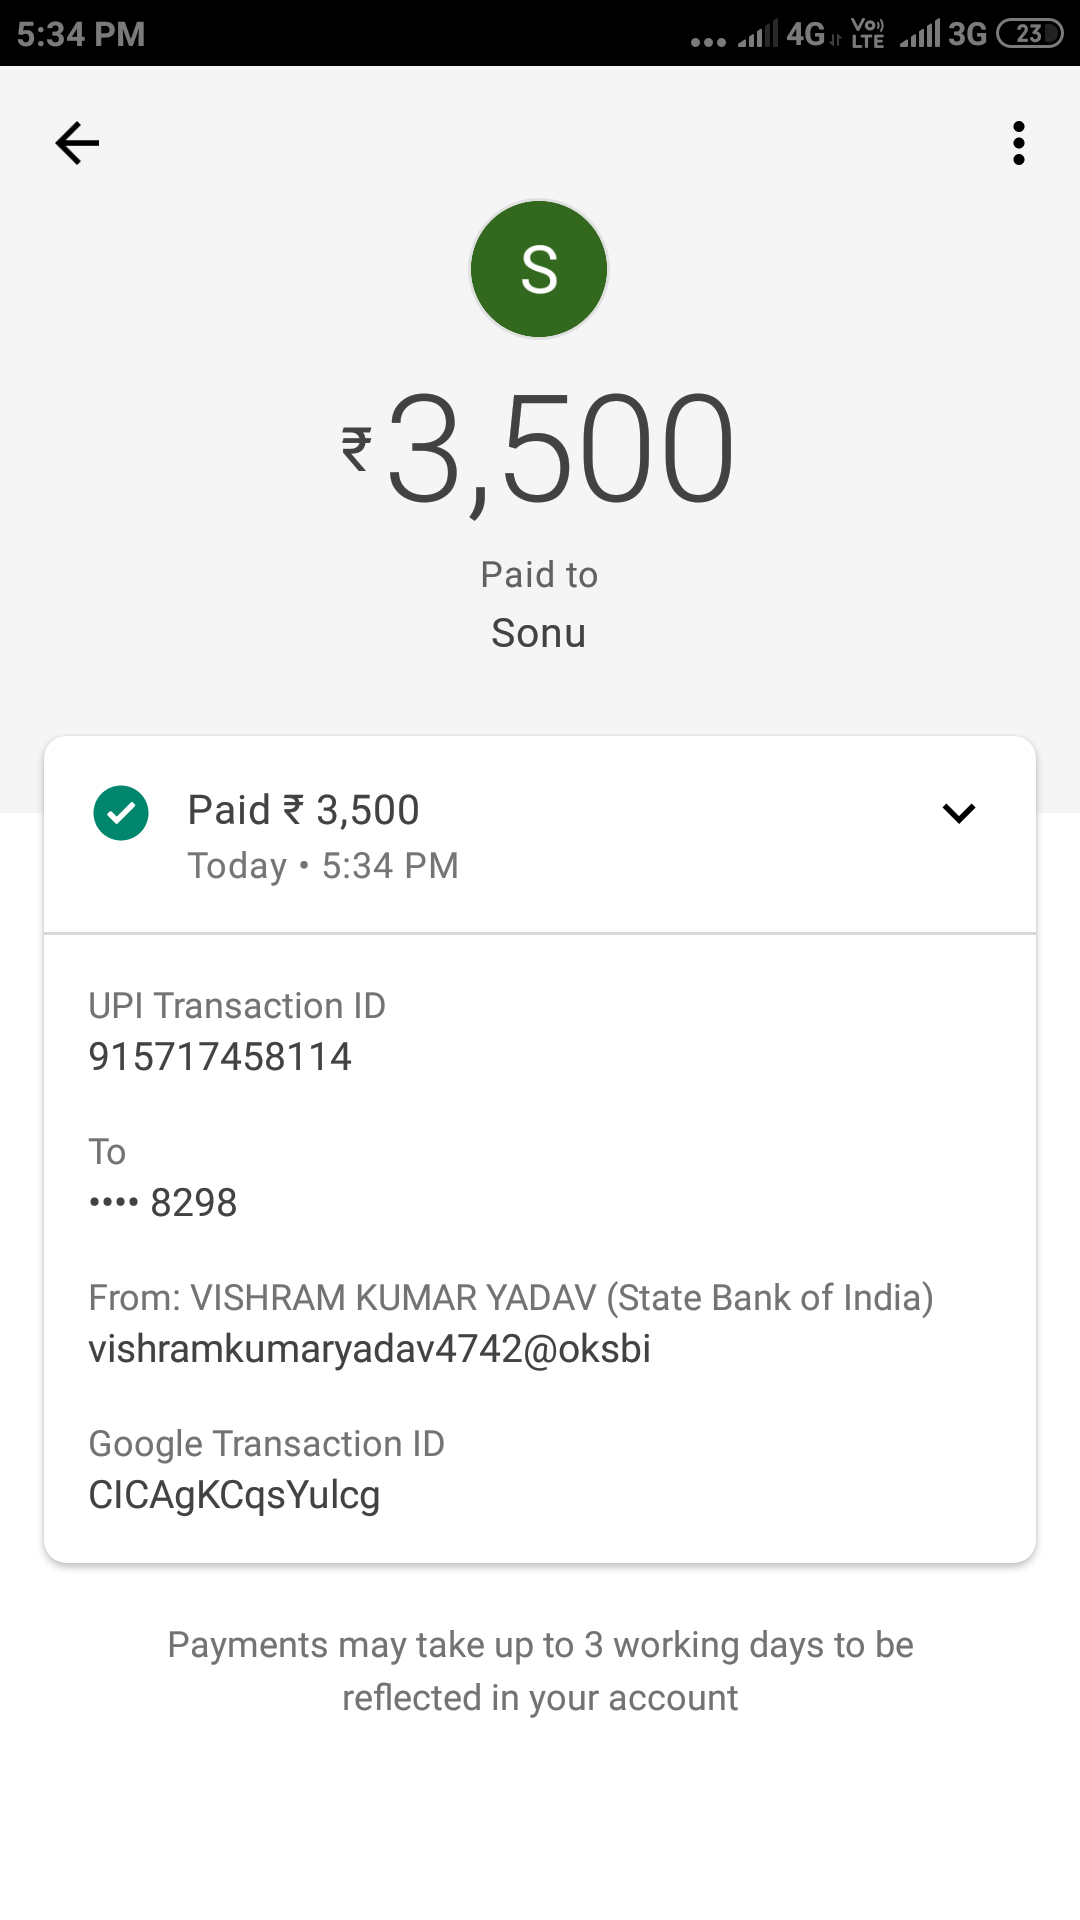 5:34 PM
4G VoLTE 3G 23
S
₹3,500
Paid to
Sonu
Paid ₹ 3,500
Today • 5:34 PM
UPI Transaction ID
915717458114
To
•••• 8298
From: VISHRAM KUMAR YADAV (State Bank of India)
vishramkumaryadav4742@oksbi
Google Transaction ID
CICAgKCqsYulcg
Payments may take up to 3 working days to be
reflected in your account